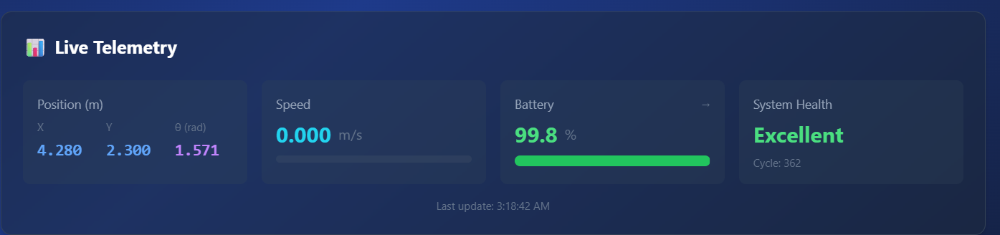 Live Telemetry
Position (m)
X Y θ (rad)
4.280 2.300 1.571
Speed
0.000 m/s
Battery →
99.8 %
System Health
Excellent
Cycle: 362
Last update: 3:18:42 AM